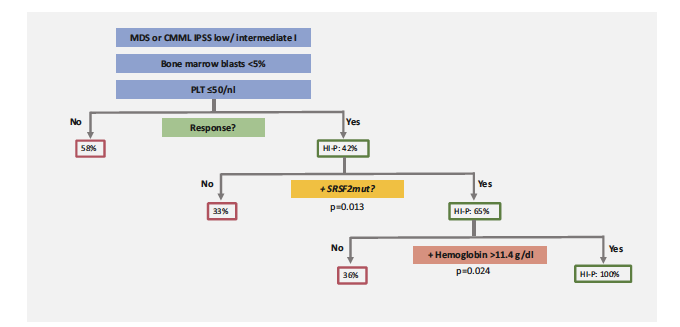 MDS or CMML IPSS low/ intermediate I
Bone marrow blasts <5%
PLT ≤50/nl
No
Response?
Yes
58%
HI-P: 42%
No
+ SRSF2mut?
Yes
p=0.013
33%
HI-P: 65%
No
+ Hemoglobin >11.4 g/dl
Yes
p=0.024
36%
HI-P: 100%